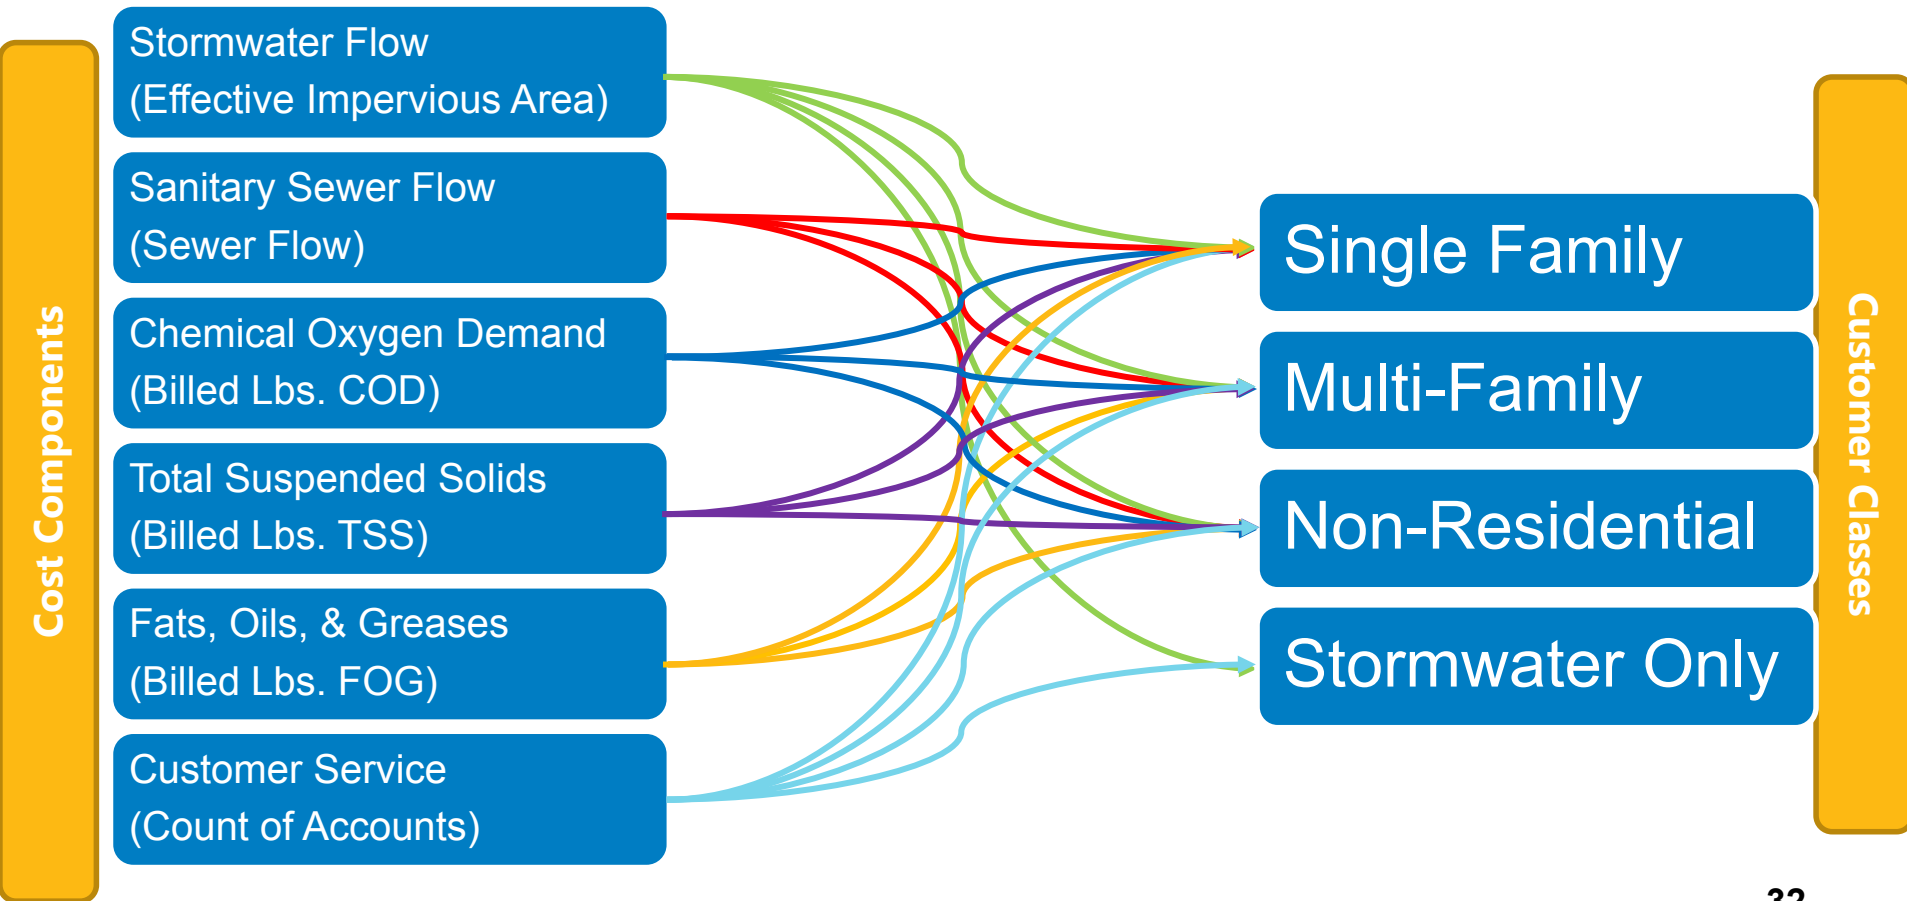 Cost Components
Stormwater Flow
(Effective Impervious Area)
Sanitary Sewer Flow
(Sewer Flow)
Chemical Oxygen Demand
(Billed Lbs. COD)
Total Suspended Solids
(Billed Lbs. TSS)
Fats, Oils, & Greases
(Billed Lbs. FOG)
Customer Service
(Count of Accounts)
Single Family
Multi-Family
Non-Residential
Stormwater Only
Customer Classes
32